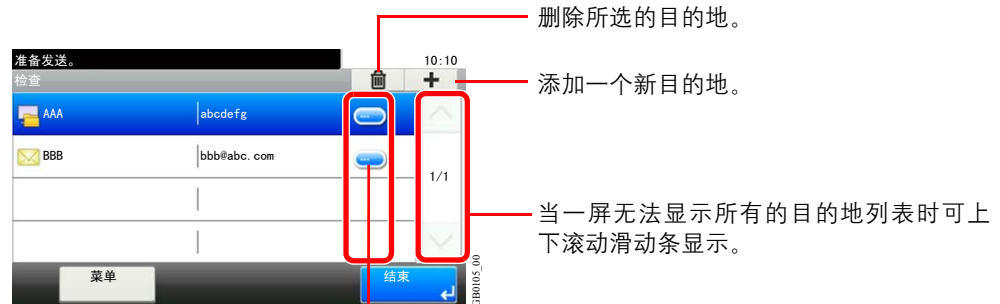 删除所选的目的地。
准备发送。
10:10
检查
添加一个新目的地。
AAA abcdefg
BBB bbb@abc.com
1/1
当一屏无法显示所有的目的地列表时可上
下滚动滑动条显示。
菜单 结束
GB0105_00